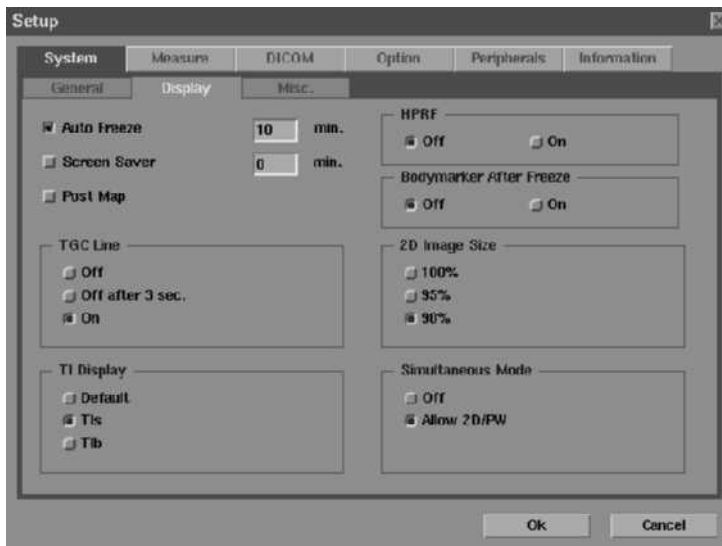 Setup
System Measure DICOM Option Peripherals Information
General Display Misc.
Auto Freeze 10 min.
Screen Saver 0 min.
Post Map
HPRF
Off On
Bodymarker After Freeze
Off On
TGC Line
Off
Off after 3 sec.
On
2D Image Size
100%
95%
90%
TI Display
Default
TIs
TIb
Simultaneous Mode
Off
Allow 2D/PW
Ok Cancel